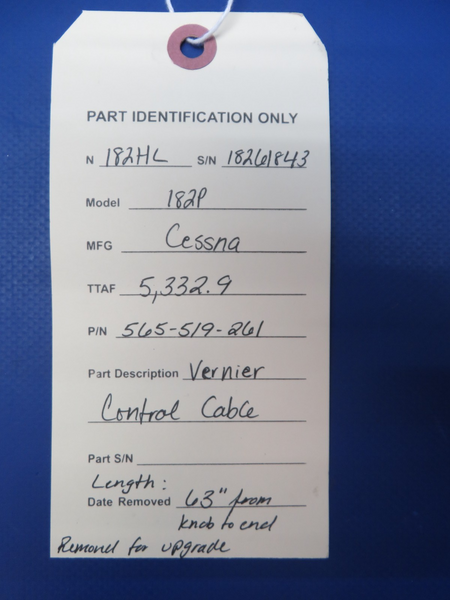 PART IDENTIFICATION ONLY
N 182HL S/N 18261843
Model 182P
MFG Cessna
TTAF 5,332.9
P/N 565-519-261
Part Description Vernier
Control Cable
Part S/N
Length:
Date Removed 63" from
knob to end
Removed for upgrade